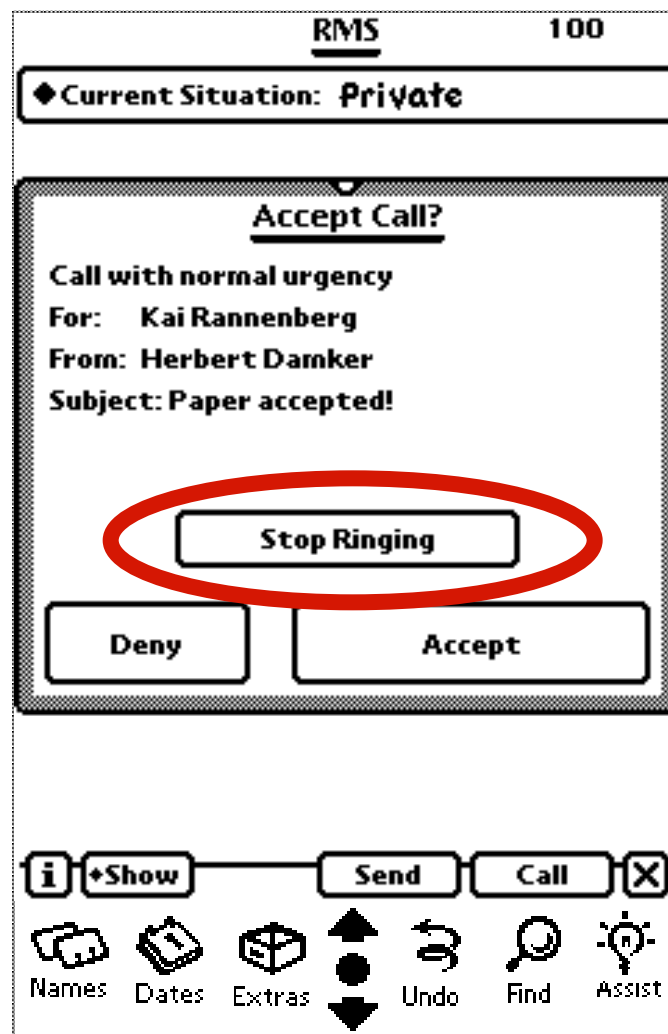 RMS 100
◆Current Situation: Private
Accept Call?
Call with normal urgency
For: Kai Rannenberg
From: Herbert Damker
Subject: Paper accepted!
Stop Ringing
Deny Accept
i ◆Show Send Call X
Names Dates Extras Undo Find Assist